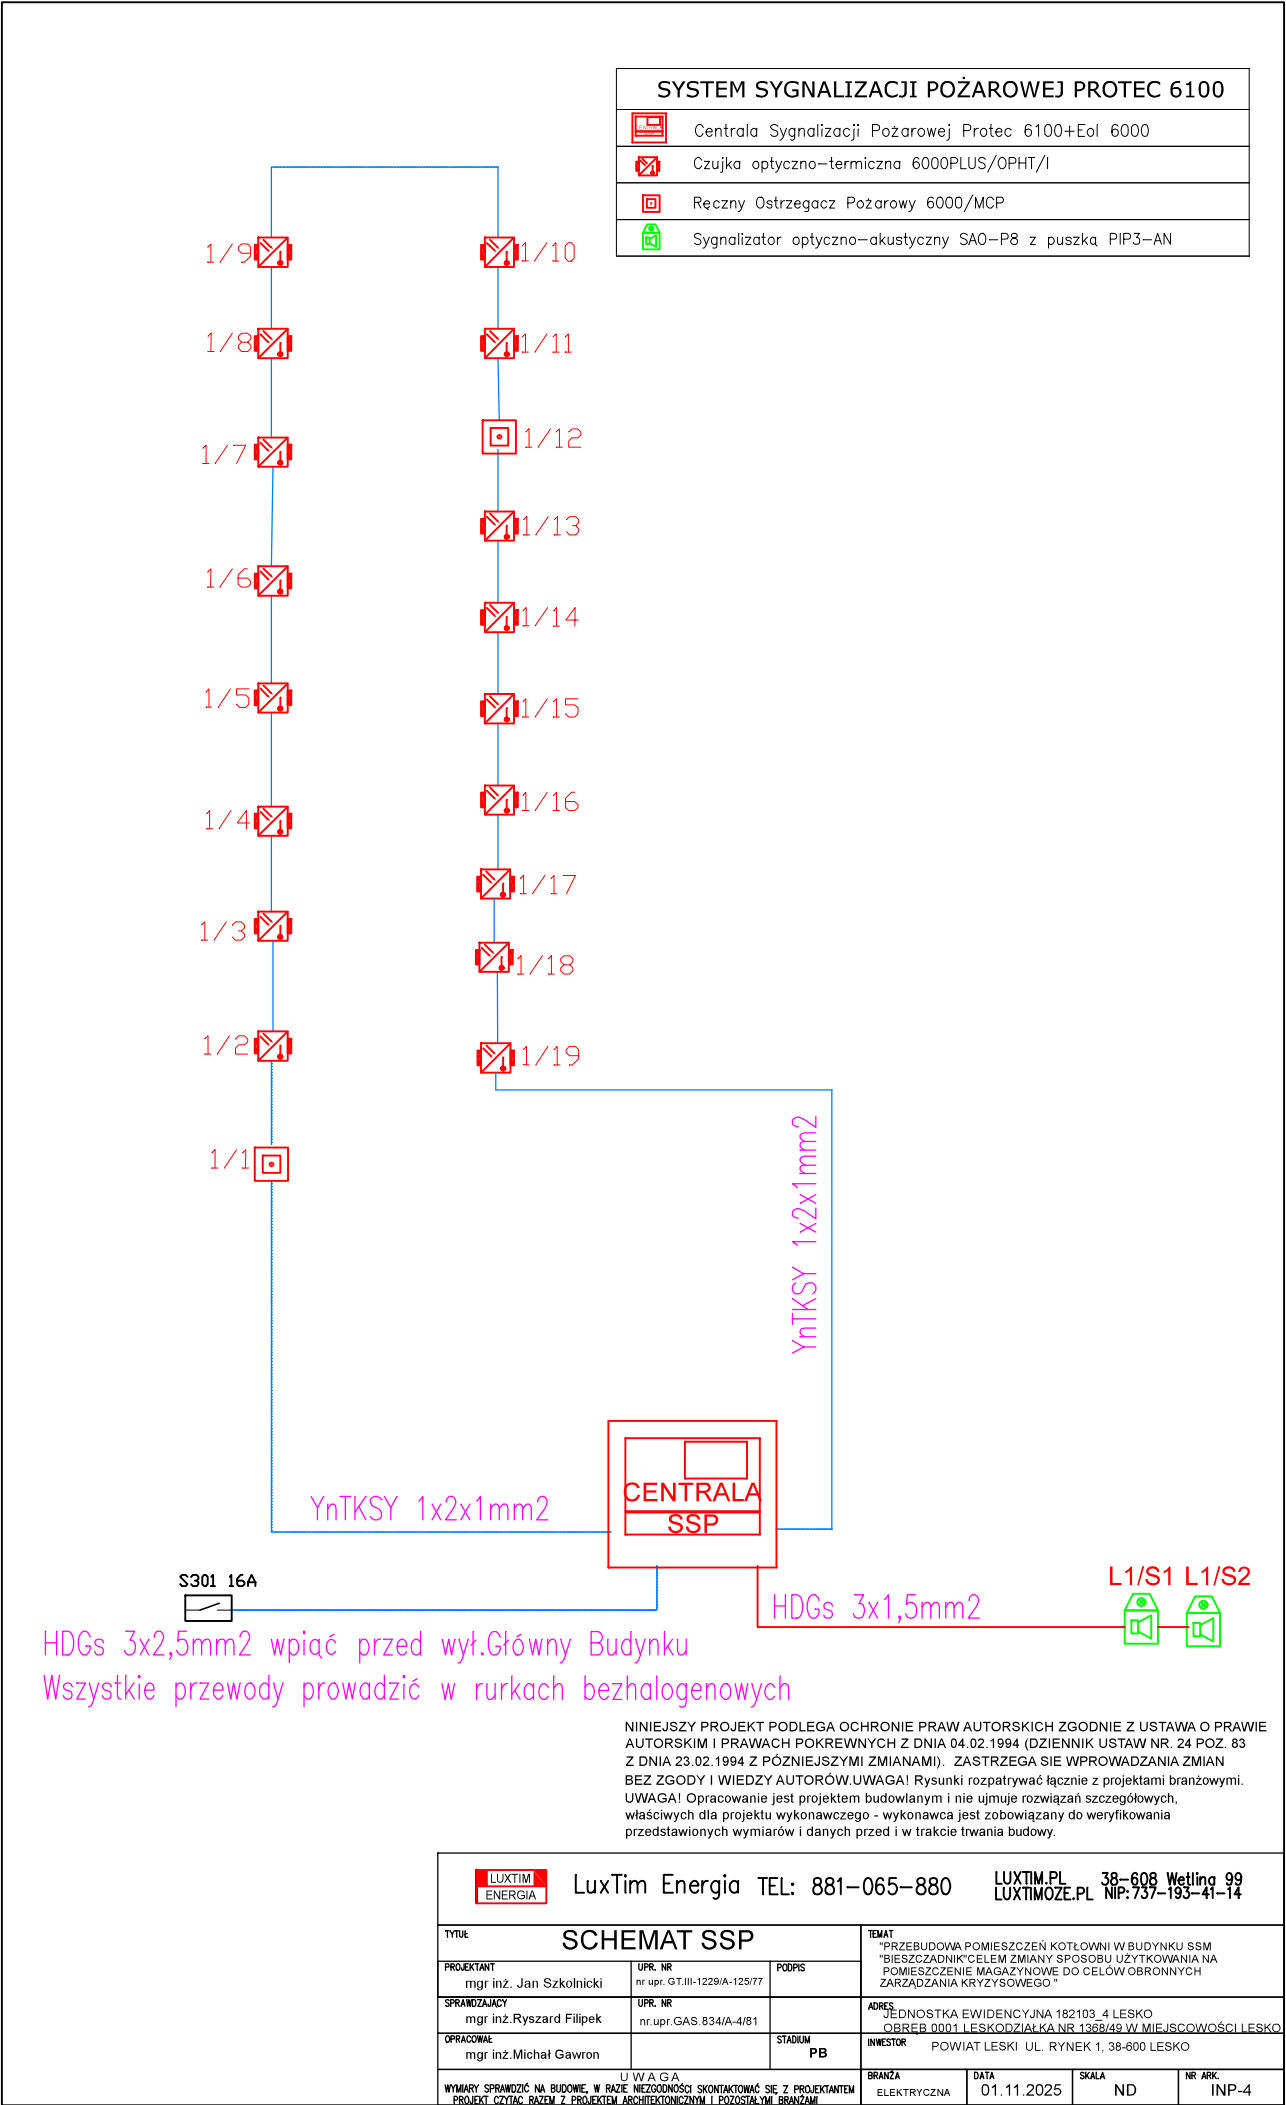 SYSTEM SYGNALIZACJI POŻAROWEJ PROTEC 6100
Centrala Sygnalizacji Pożarowej Protec 6100+Eol 6000
Czujka optyczno-termiczna 6000PLUS/OPHT/I
Ręczny Ostrzegacz Pożarowy 6000/MCP
Sygnalizator optyczno-akustyczny SAO-P8 z puszką PIP3-AN
1/9
1/10
1/8
1/11
1/7
1/12
1/6
1/13
1/14
1/5
1/15
1/4
1/16
1/3
1/17
1/18
1/2
1/19
1/1
YnTKSY 1x2x1mm2
YnTKSY 1x2x1mm2
CENTRALA
SSP
S301 16A
HDGs 3x1,5mm2
L1/S1 L1/S2
HDGs 3x2,5mm2 wpiąć przed wył.Główny Budynku
Wszystkie przewody prowadzić w rurkach bezhalogenowych
NINIEJSZY PROJEKT PODLEGA OCHRONIE PRAW AUTORSKICH ZGODNIE Z USTAWA O PRAWIE
AUTORSKIM I PRAWACH POKREWNYCH Z DNIA 04.02.1994 (DZIENNIK USTAW NR. 24 POZ. 83
Z DNIA 23.02.1994 Z PÓZNIEJSZYMI ZMIANAMI). ZASTRZEGA SIE WPROWADZANIA ZMIAN
BEZ ZGODY I WIEDZY AUTORÓW.UWAGA! Rysunki rozpatrywać łącznie z projektami branżowymi.
UWAGA! Opracowanie jest projektem budowlanym i nie ujmuje rozwiązań szczegółowych,
właściwych dla projektu wykonawczego - wykonawca jest zobowiązany do weryfikowania
przedstawionych wymiarów i danych przed i w trakcie trwania budowy.
LUXTIM
ENERGIA
LuxTim Energia TEL: 881-065-880
LUXTIM.PL 38-608 Wetlina 99
LUXTIMOZE.PL NIP:737-193-41-14
TYTUŁ
SCHEMAT SSP
TEMAT
"PRZEBUDOWA POMIESZCZEŃ KOTŁOWNI W BUDYNKU SSM
"BIESZCZADNIK"CELEM ZMIANY SPOSOBU UŻYTKOWANIA NA
POMIESZCZENIE MAGAZYNOWE DO CELÓW OBRONNYCH
ZARZĄDZANIA KRYZYSOWEGO "
PROJEKTANT
mgr inż. Jan Szkolnicki
UPR. NR
nr upr. GT.III-1229/A-125/77
PODPIS
SPRAWDZAJĄCY
mgr inż.Ryszard Filipek
UPR. NR
nr.upr.GAS.834/A-4/81
ADRES
JEDNOSTKA EWIDENCYJNA 182103_4 LESKO
OBRĘB 0001 LESKODZIAŁKA NR 1368/49 W MIEJSCOWOŚCI LESKO
OPRACOWAŁ
mgr inż.Michał Gawron
STADIUM
PB
INWESTOR
POWIAT LESKI UL. RYNEK 1, 38-600 LESKO
U W A G A
WYMIARY SPRAWDZIĆ NA BUDOWIE, W RAZIE NIEZGODNOŚCI SKONTAKTOWAĆ SIĘ Z PROJEKTANTEM
PROJEKT CZYTAĆ RAZEM Z PROJEKTEM ARCHITEKTONICZNYM I POZOSTAŁYMI BRANŻAMI
BRANŻA
ELEKTRYCZNA
DATA
01.11.2025
SKALA
ND
NR ARK.
INP-4